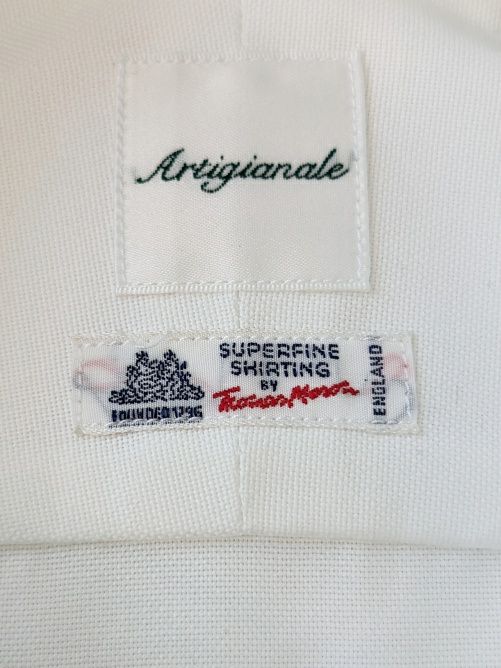 Artigianale
SUPERFINE
SHIRTING
BY
Thomas Mason
FOUNDED 1796
ENGLAND